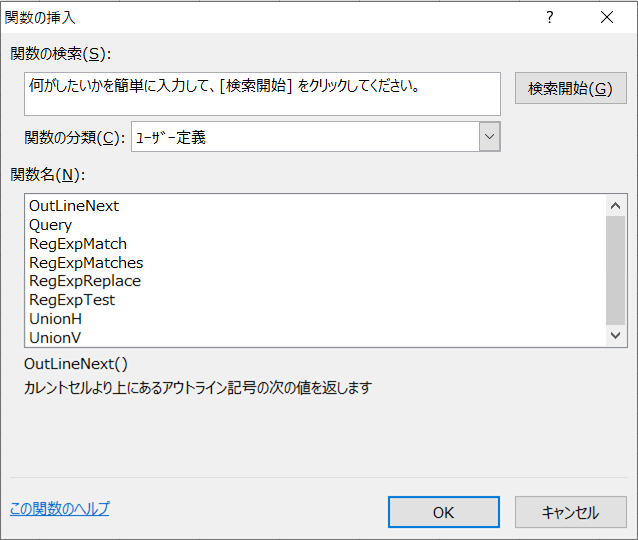 関数の挿入
?
関数の検索(S):
何がしたいかを簡単に入力して、[検索開始] をクリックしてください。
検索開始(G)
関数の分類(C):
ﾕｰｻﾞｰ定義
関数名(N):
OutLineNext
Query
RegExpMatch
RegExpMatches
RegExpReplace
RegExpTest
UnionH
UnionV
OutLineNext()
カレントセルより上にあるアウトライン記号の次の値を返します
この関数のヘルプ
OK
キャンセル